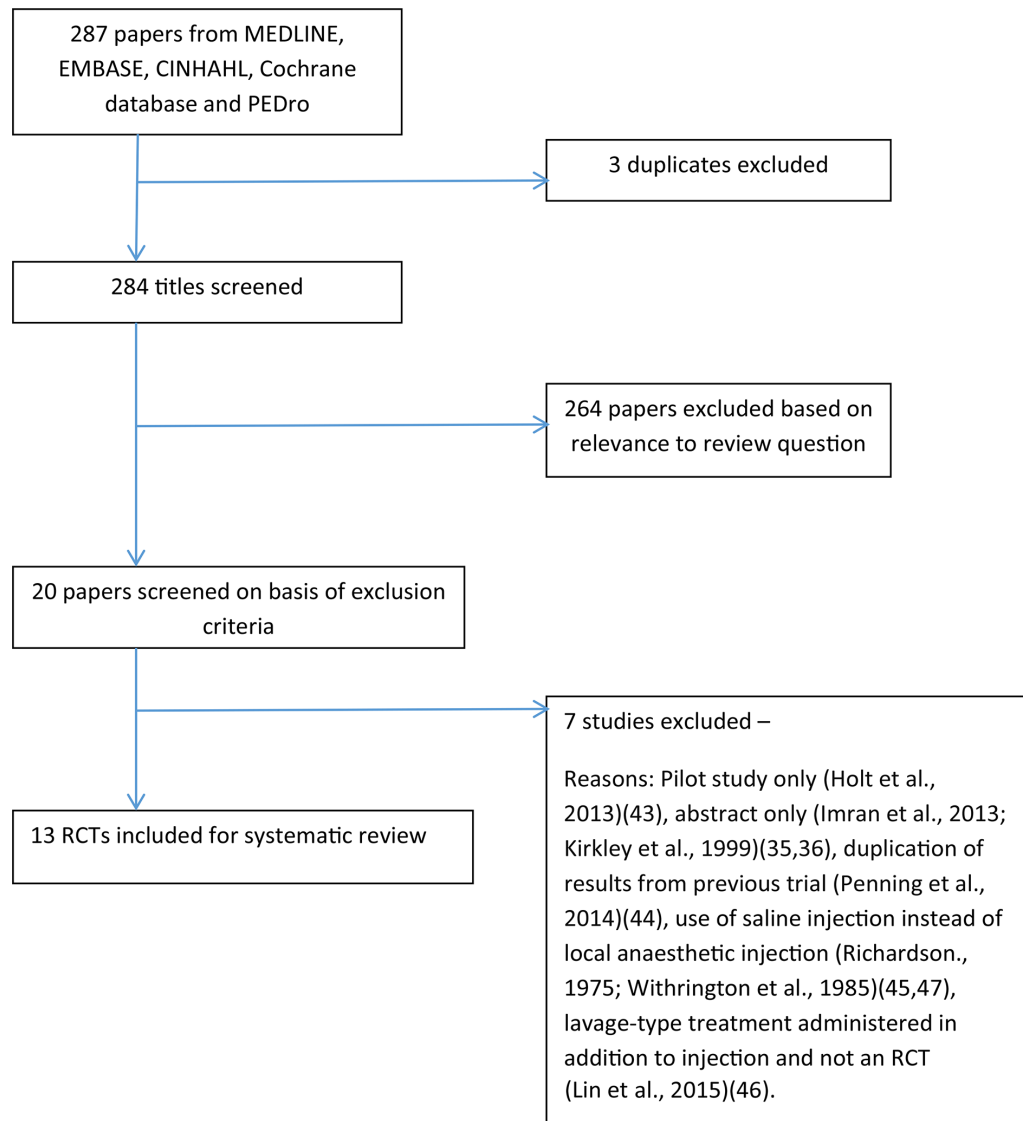 287 papers from MEDLINE,
EMBASE, CINHAHL, Cochrane
database and PEDro
3 duplicates excluded
284 titles screened
264 papers excluded based on
relevance to review question
20 papers screened on basis of exclusion
criteria
7 studies excluded –
Reasons: Pilot study only (Holt et al.,
2013)(43), abstract only (Imran et al., 2013;
Kirkley et al., 1999)(35,36), duplication of
results from previous trial (Penning et al.,
2014)(44), use of saline injection instead of
local anaesthetic injection (Richardson.,
1975; Withrington et al., 1985)(45,47),
lavage-type treatment administered in
addition to injection and not an RCT
(Lin et al., 2015)(46).
13 RCTs included for systematic review